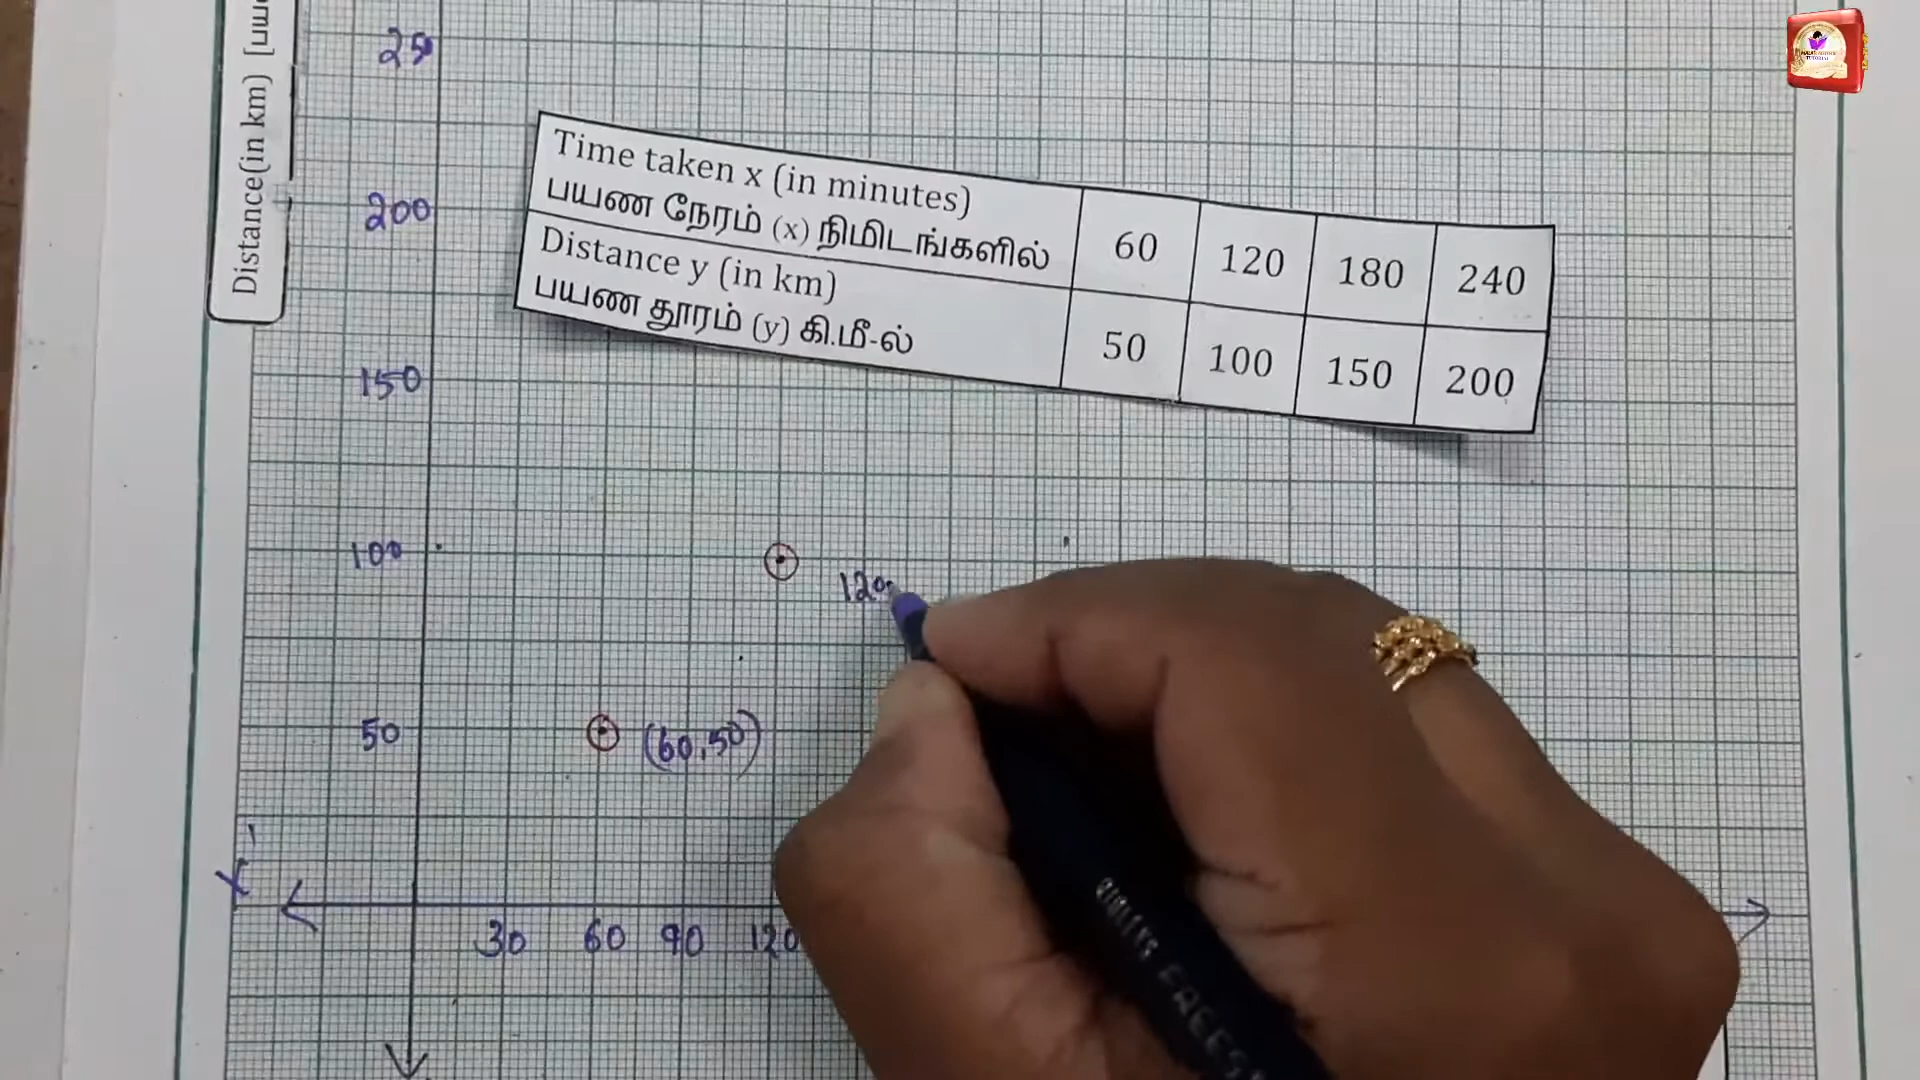 Distance(in km)
25
200
150
100
50
Time taken x (in minutes)
பயண நேரம் (x) நிமிடங்களில்
60 120 180 240
Distance y (in km)
பயண தூரம் (y) கி.மீ-ல்
50 100 150 200
120
(60,50)
X'
30 60 90 120